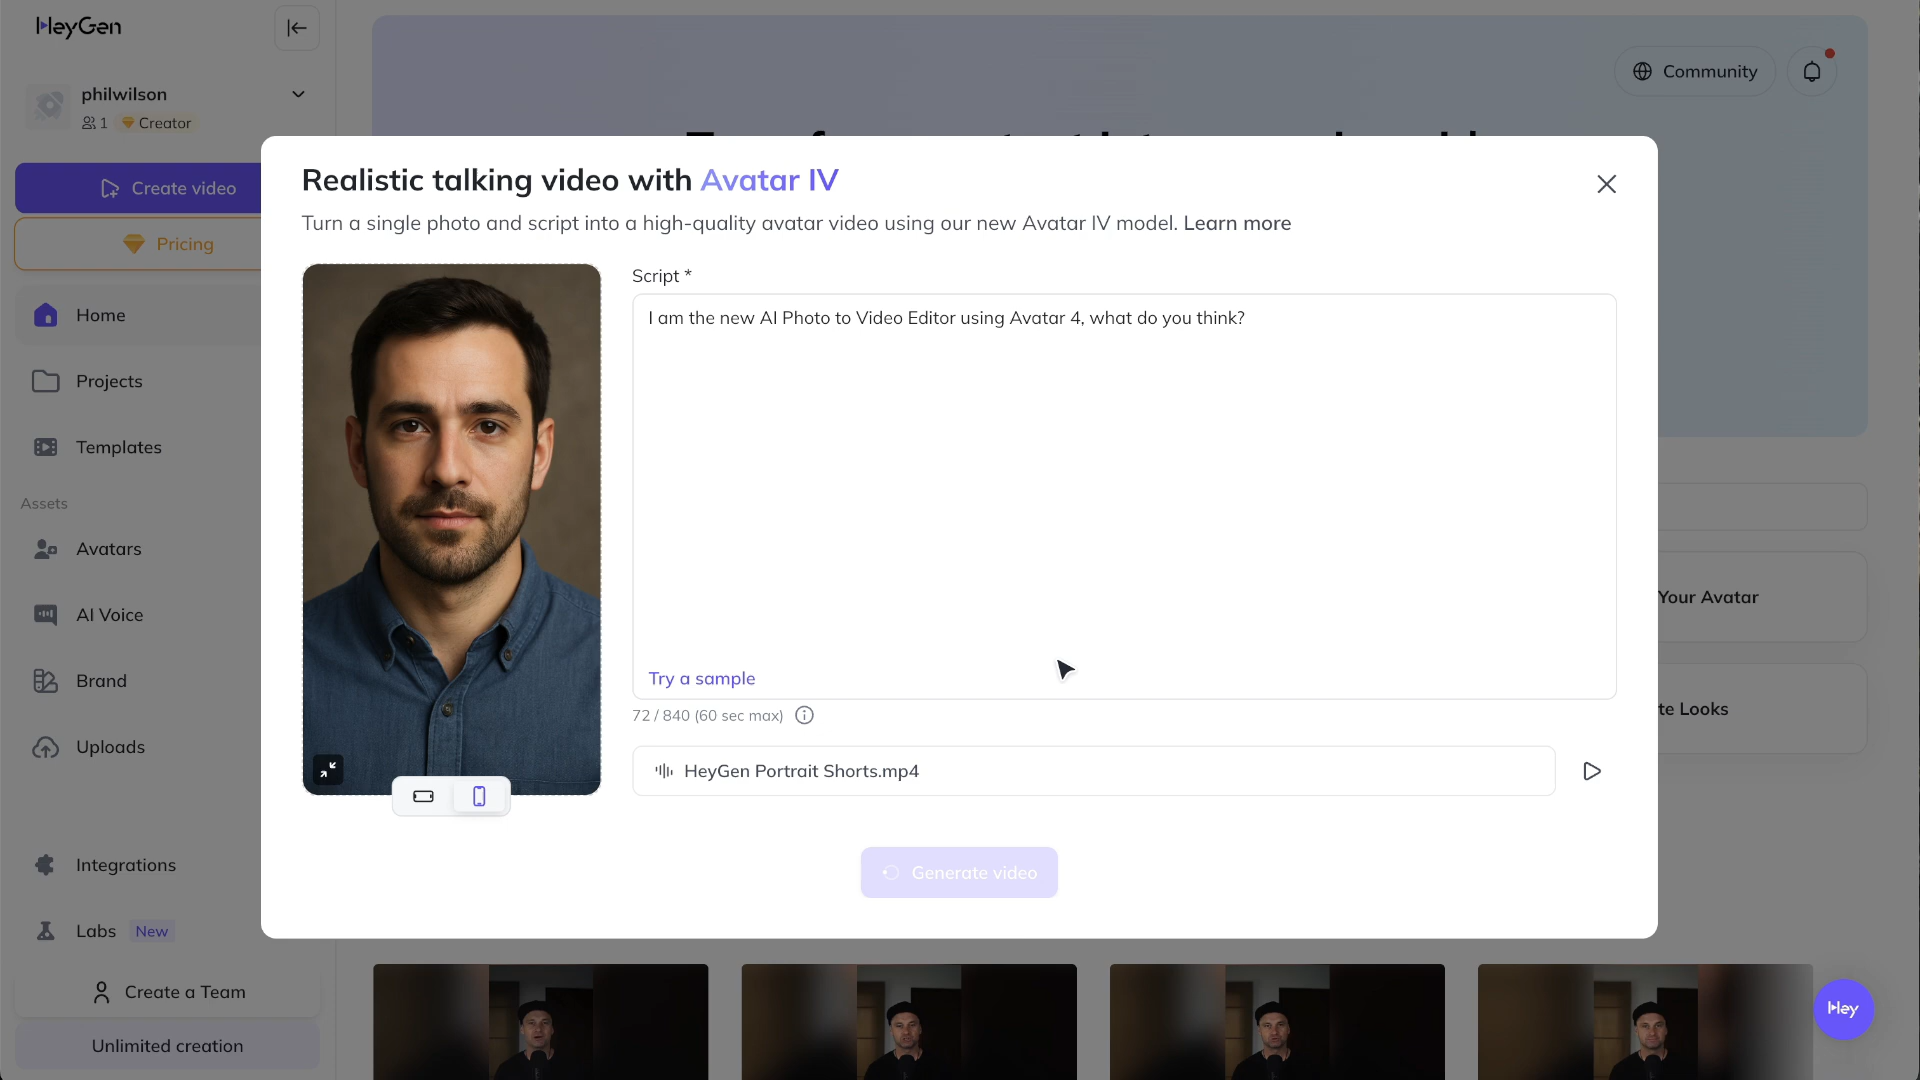 HeyGen
philwilson
1 Creator
Create video
Pricing
Home
Projects
Templates
Assets
Avatars
AI Voice
Brand
Uploads
Integrations
Labs New
Create a Team
Unlimited creation
Community
Realistic talking video with Avatar IV
Turn a single photo and script into a high-quality avatar video using our new Avatar IV model. Learn more
Script *
I am the new AI Photo to Video Editor using Avatar 4, what do you think?
Try a sample
72 / 840 (60 sec max)
HeyGen Portrait Shorts.mp4
Generate video
Your Avatar
Looks
Hey